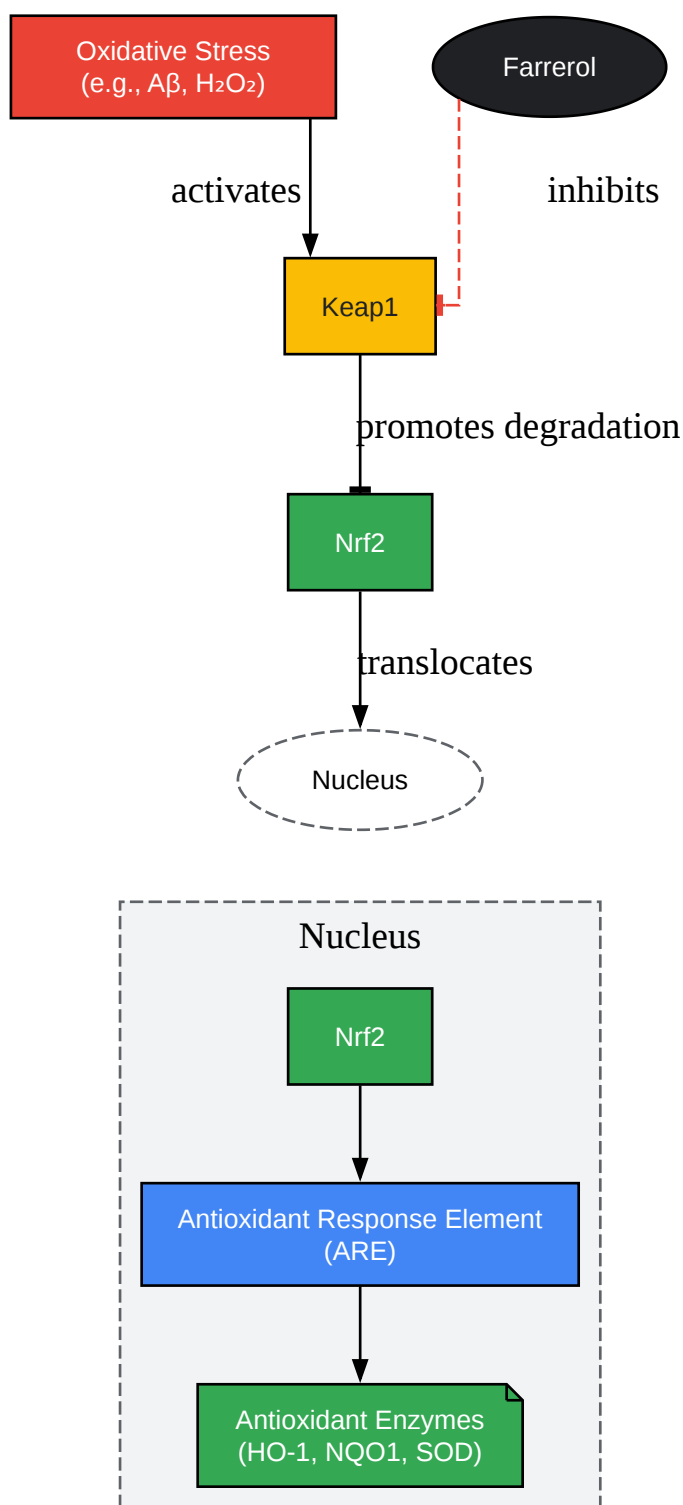 Oxidative Stress
(e.g., Aβ, H₂O₂)
Farrerol
activates
inhibits
Keap1
promotes degradation
Nrf2
translocates
Nucleus
Nucleus
Nrf2
Antioxidant Response Element
(ARE)
Antioxidant Enzymes
(HO-1, NQO1, SOD)